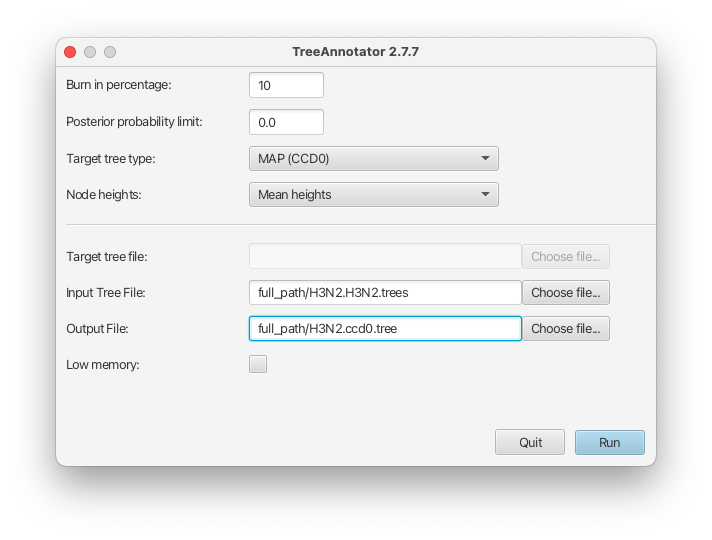 TreeAnnotator 2.7.7
Burn in percentage: 10
Posterior probability limit: 0.0
Target tree type: MAP (CCD0)
Node heights: Mean heights
Target tree file: Choose file...
Input Tree File: full_path/H3N2.H3N2.trees Choose file...
Output File: full_path/H3N2.ccd0.tree Choose file...
Low memory:
Quit Run